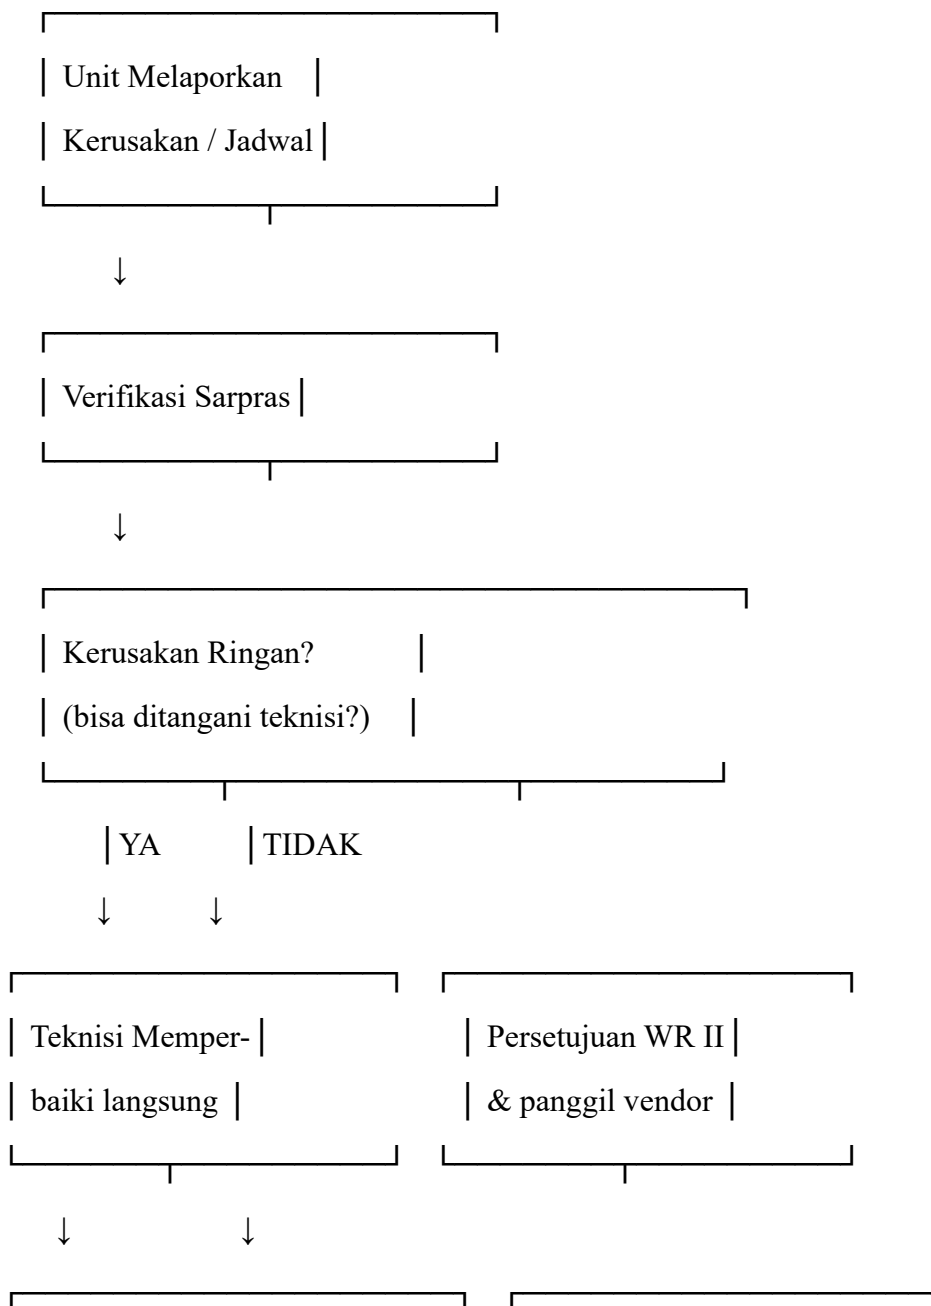 Unit Melaporkan
Kerusakan / Jadwal
↓
Verifikasi Sarpras
↓
Kerusakan Ringan?
(bisa ditangani teknisi?)
YA TIDAK
↓ ↓
Teknisi Memper- Persetujuan WR II
baiki langsung & panggil vendor
↓ ↓